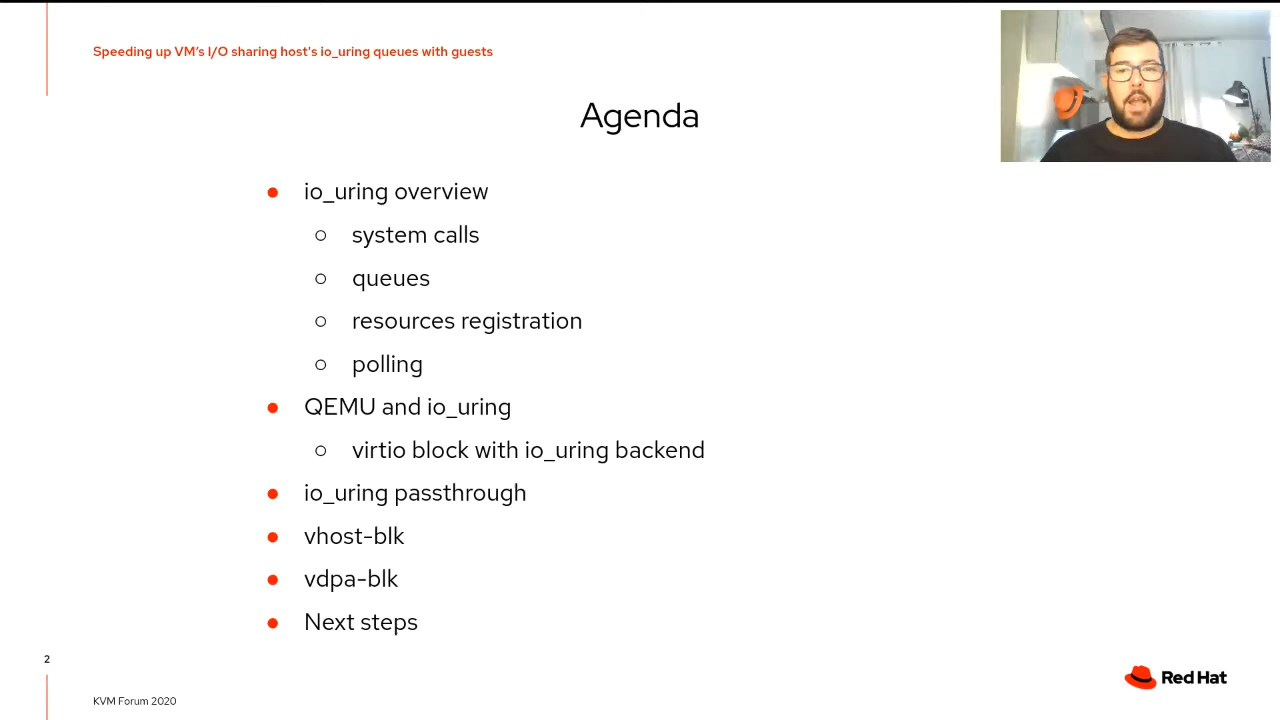 Speeding up VM's I/O sharing host's io_uring queues with guests
Agenda
● io_uring overview
○ system calls
○ queues
○ resources registration
○ polling
● QEMU and io_uring
○ virtio block with io_uring backend
● io_uring passthrough
● vhost-blk
● vdpa-blk
● Next steps
2
KVM Forum 2020
Red Hat